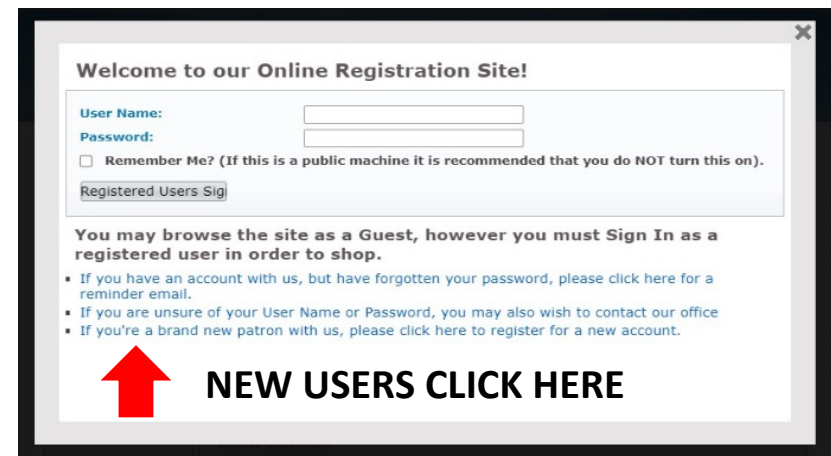 Welcome to our Online Registration Site!
User Name:
Password:
Remember Me? (If this is a public machine it is recommended that you do NOT turn this on).
Registered Users Sig
You may browse the site as a Guest, however you must Sign In as a
registered user in order to shop.
If you have an account with us, but have forgotten your password, please click here for a
reminder email.
If you are unsure of your User Name or Password, you may also wish to contact our office
If you're a brand new patron with us, please click here to register for a new account.
NEW USERS CLICK HERE